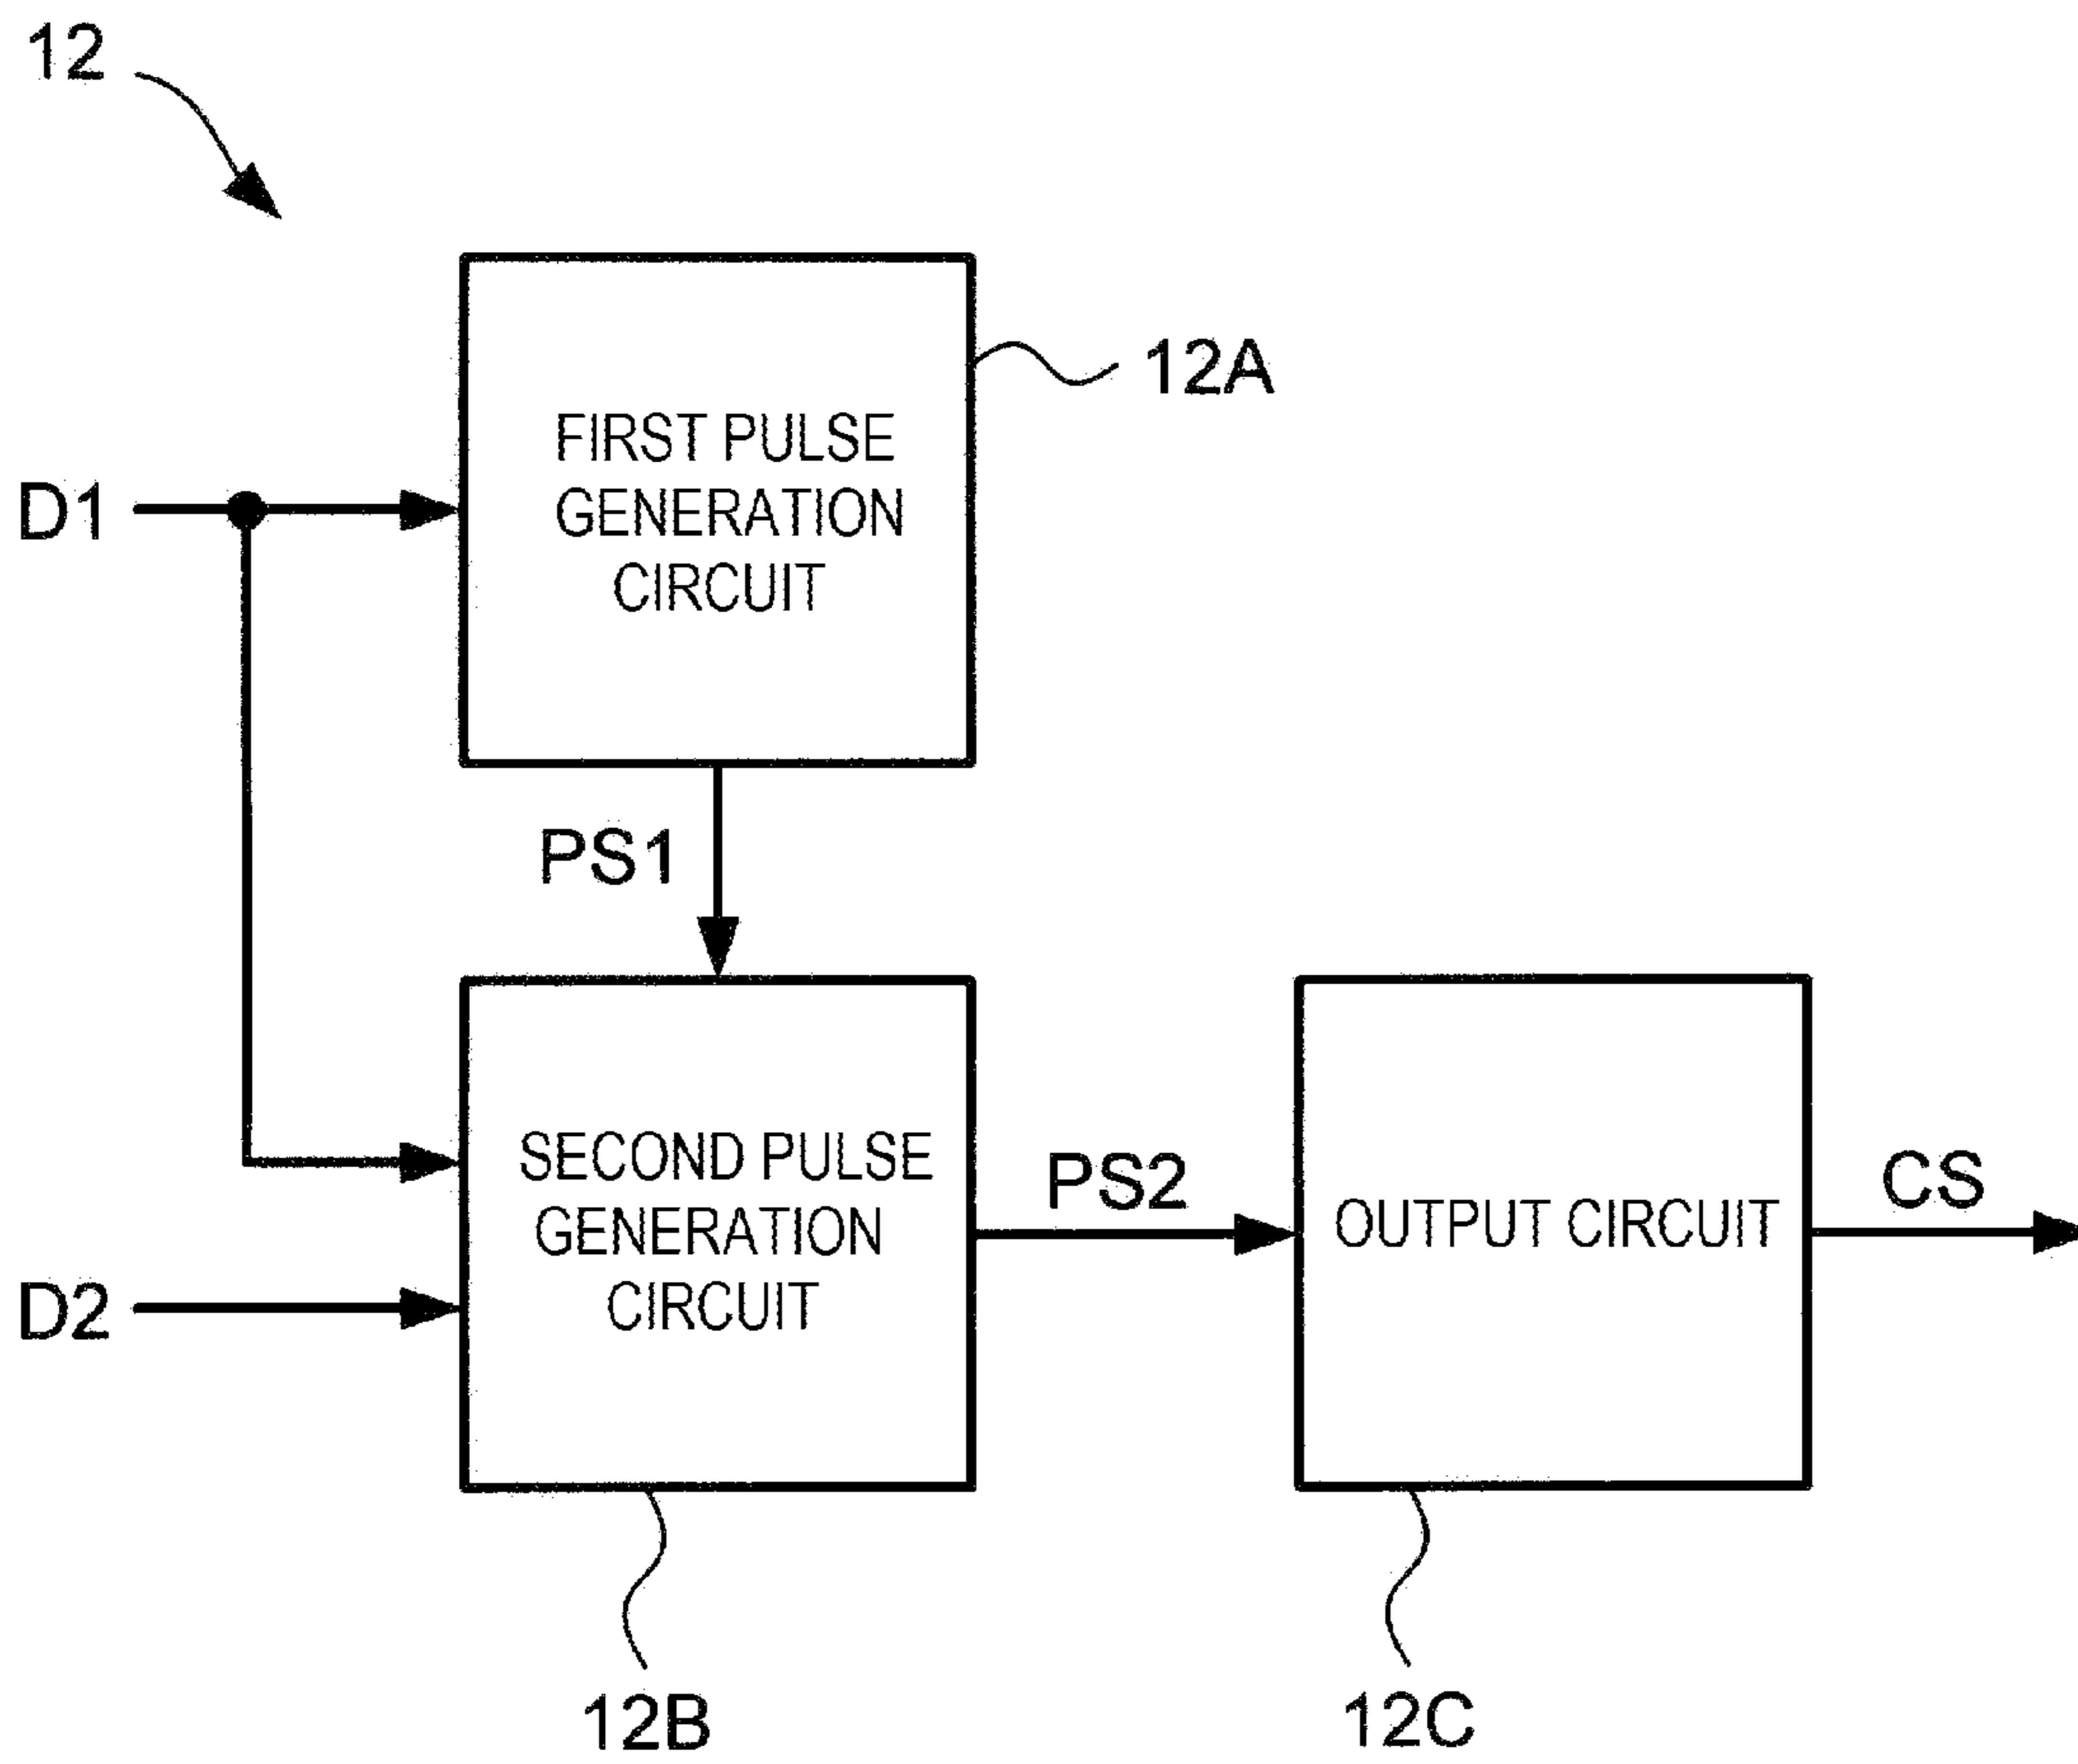 12
12A
FIRST PULSE
GENERATION
CIRCUIT
D1
PS1
SECOND PULSE
GENERATION
CIRCUIT
PS2
OUTPUT CIRCUIT
CS
D2
12B
12C